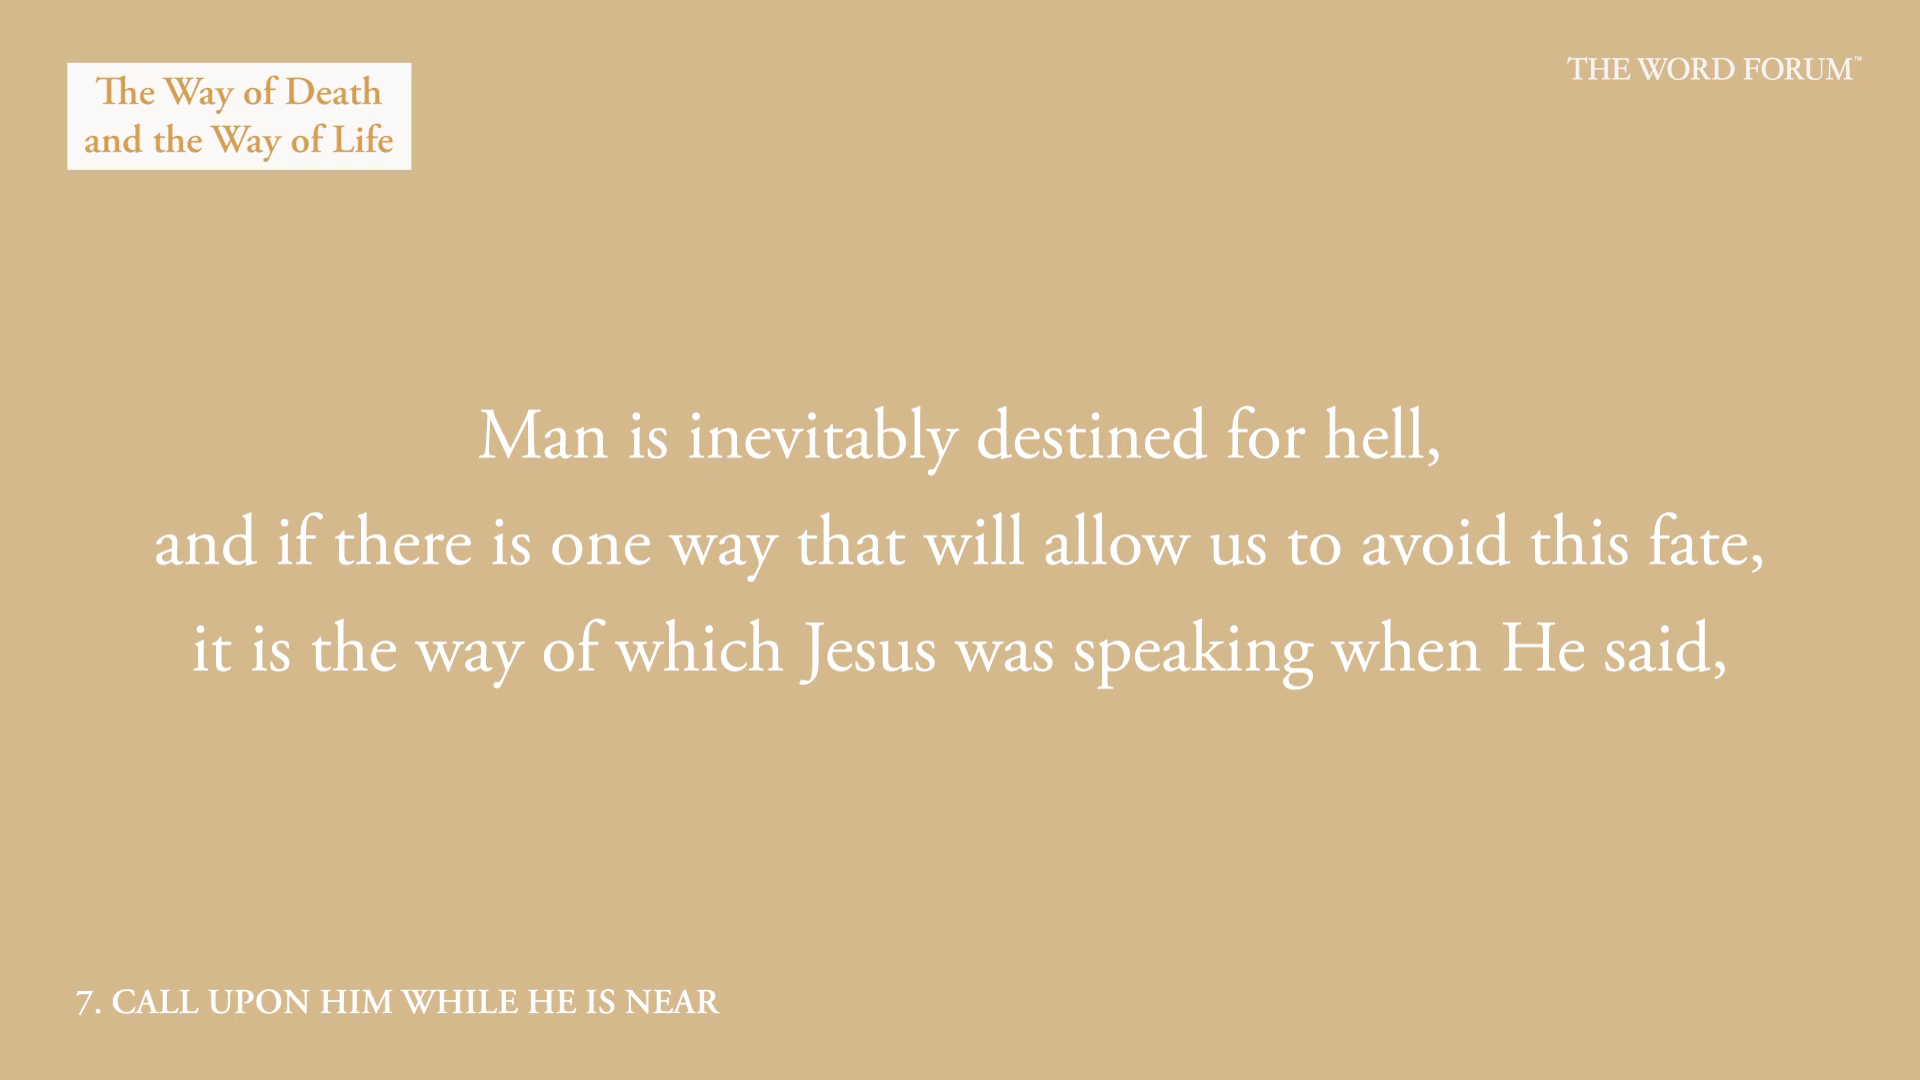 The Way of Death
and the Way of Life
THE WORD FORUM™
Man is inevitably destined for hell,
and if there is one way that will allow us to avoid this fate,
it is the way of which Jesus was speaking when He said,
7. CALL UPON HIM WHILE HE IS NEAR